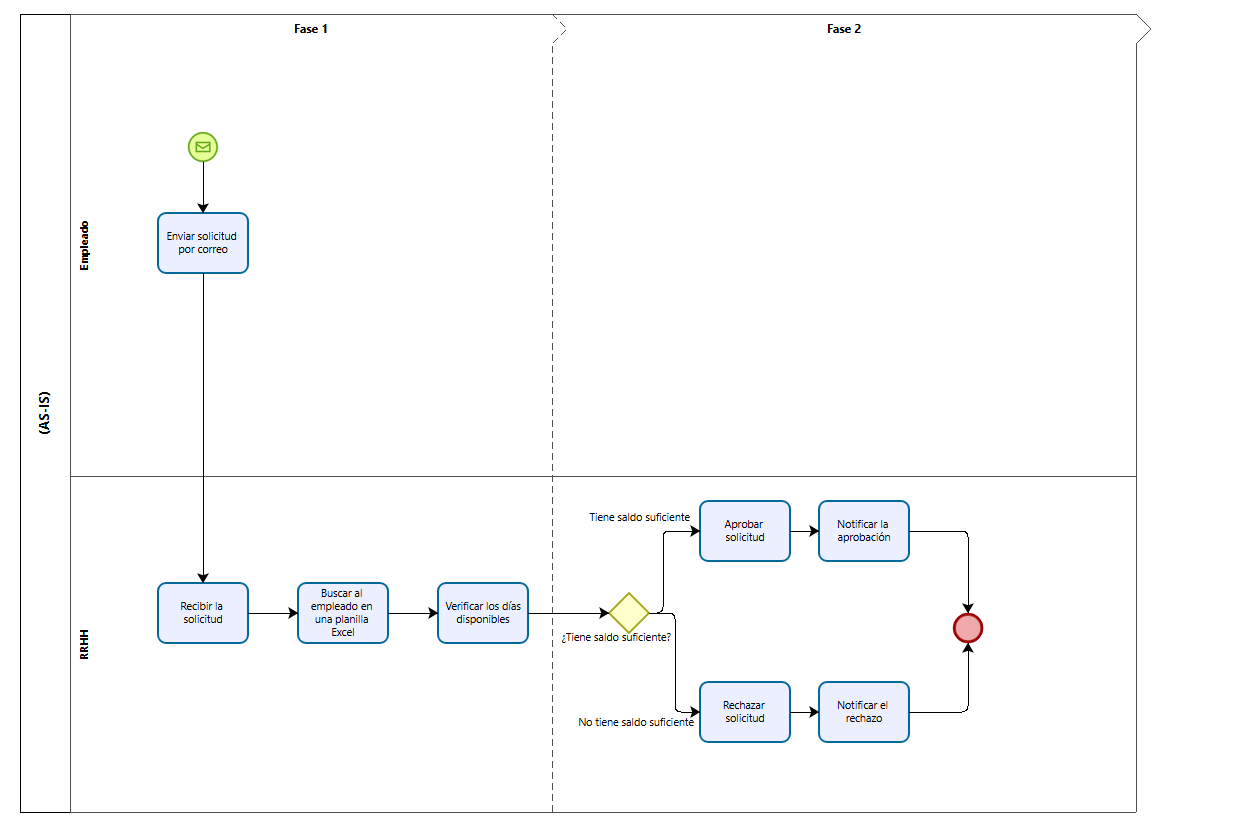 Fase 1
Fase 2
(AS-IS)
Empleado
Enviar solicitud
por correo
RRHH
Recibir la
solicitud
Buscar al
empleado en
una planilla
Excel
Verificar los días
disponibles
¿Tiene saldo suficiente?
Tiene saldo suficiente
Aprobar
solicitud
Notificar la
aprobación
No tiene saldo suficiente
Rechazar
solicitud
Notificar el
rechazo